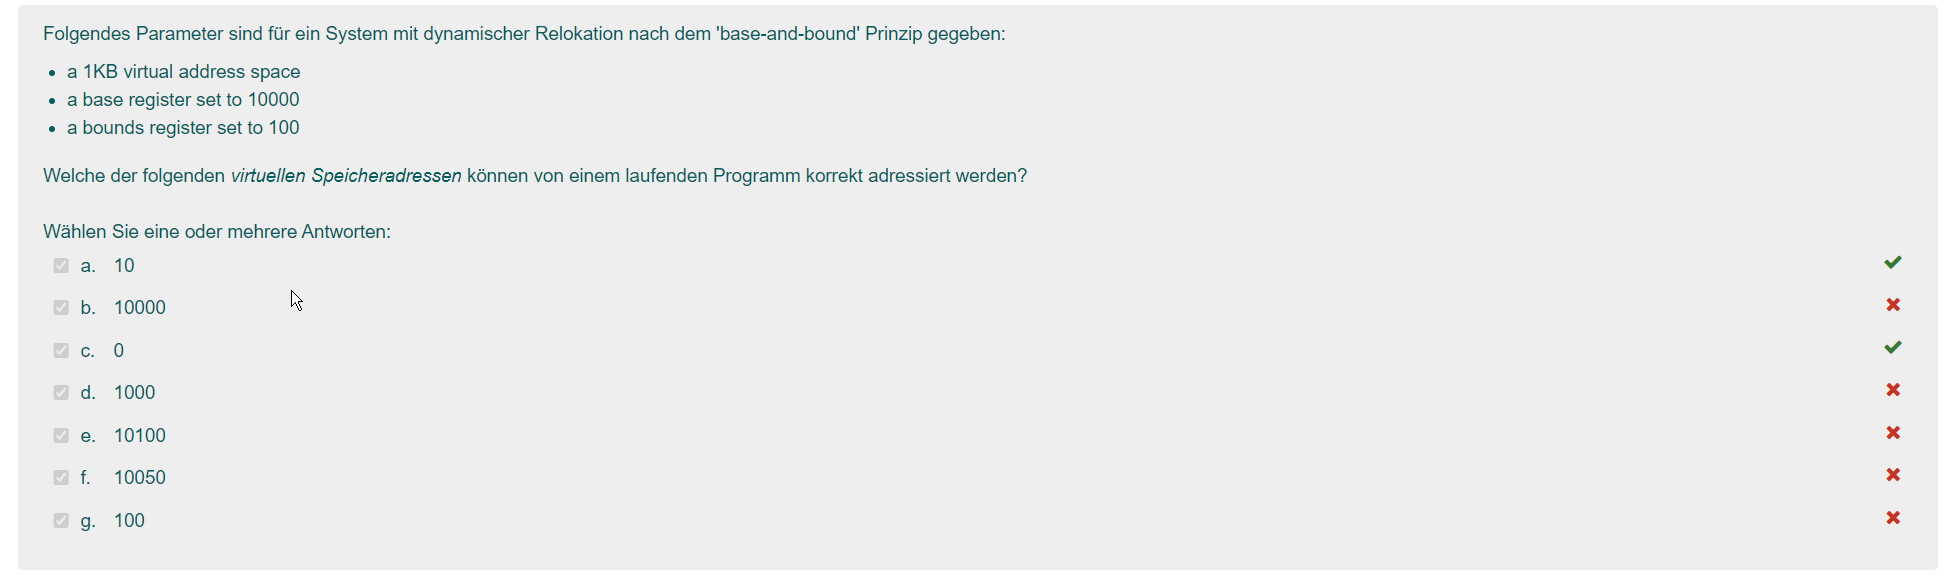 Folgendes Parameter sind für ein System mit dynamischer Relokation nach dem 'base-and-bound' Prinzip gegeben:
• a 1KB virtual address space
• a base register set to 10000
• a bounds register set to 100
Welche der folgenden virtuellen Speicheradressen können von einem laufenden Programm korrekt adressiert werden?
Wählen Sie eine oder mehrere Antworten:
a. 10
b. 10000
c. 0
d. 1000
e. 10100
f. 10050
g. 100